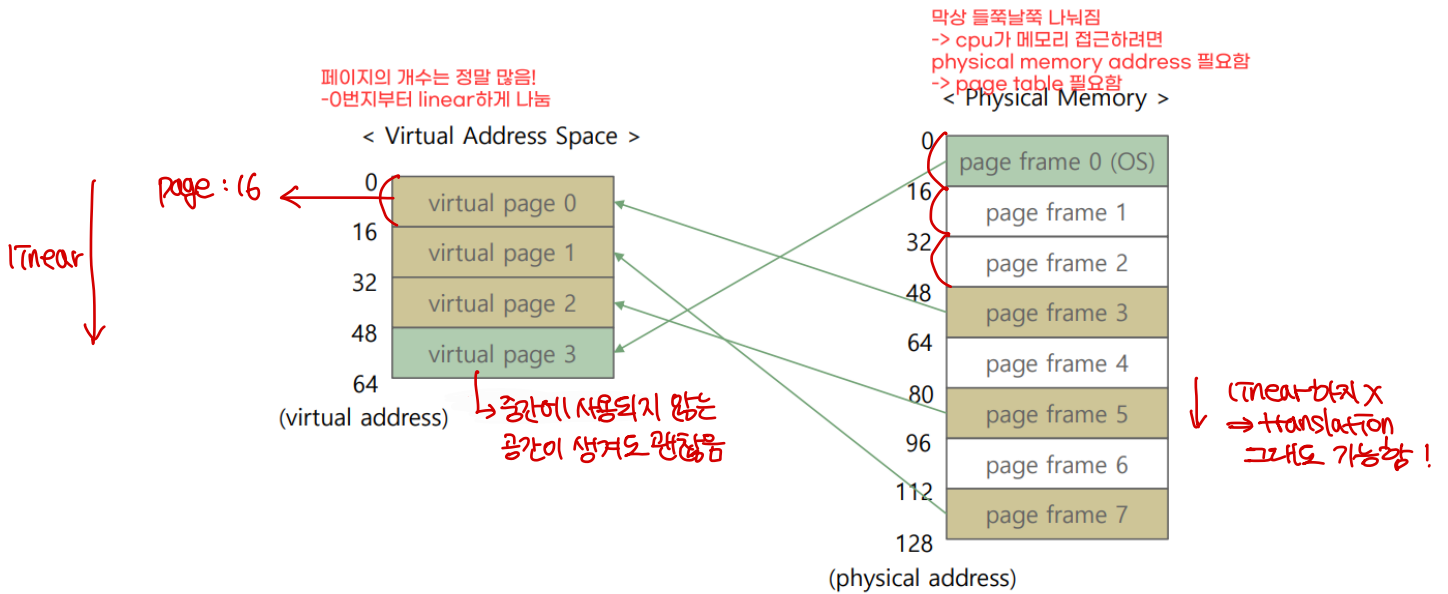 막상 들쭉날쭉 나눠짐
-> cpu가 메모리 접근하려면
physical memory address 필요함
-> page table 필요함
페이지의 개수는 정말 많음!
-0번지부터 linear하게 나눔
< Virtual Address Space >
< Physical Memory >
linear
page : 16
0
virtual page 0
16
virtual page 1
32
virtual page 2
48
virtual page 3
64
(virtual address)
중간에 사용되지 않는
공간이 생겨도 괜찮음
0
page frame 0 (OS)
16
page frame 1
32
page frame 2
48
page frame 3
64
page frame 4
80
page frame 5
96
page frame 6
112
page frame 7
128
(physical address)
linear하지 x
⇒ translation
그래도 가능함!